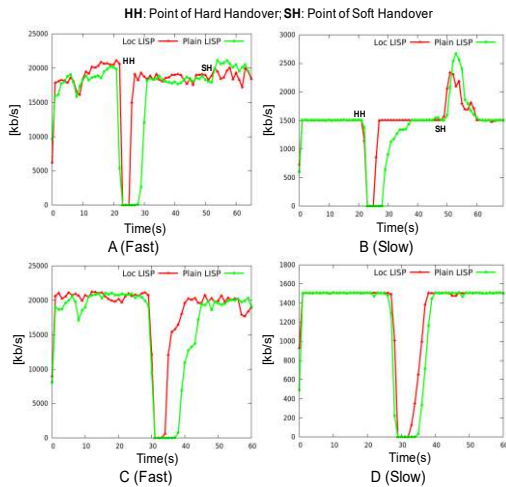 HH: Point of Hard Handover; SH: Point of Soft Handover
25000
20000
15000
10000
5000
0
[kb/s]
Loc LISP
Plain LISP
HH
SH
0 10 20 30 40 50 60
Time(s)
A (Fast)
3000
2500
2000
1500
1000
500
0
[kb/s]
Loc LISP
Plain LISP
HH
SH
0 10 20 30 40 50 60
Time(s)
B (Slow)
25000
20000
15000
10000
5000
0
[kb/s]
Loc LISP
Plain LISP
0 10 20 30 40 50 60
Time(s)
C (Fast)
1600
1400
1200
1000
800
600
400
200
0
[kb/s]
Loc LISP
Plain LISP
0 10 20 30 40 50 60
Time(s)
D (Slow)